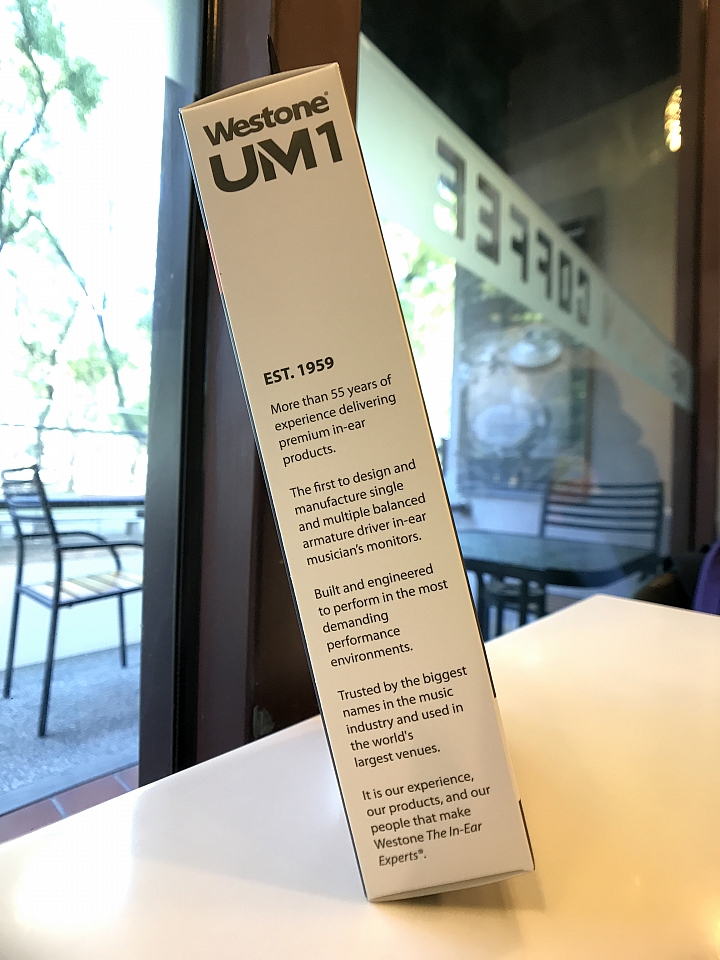 Westone®
UM1
EST. 1959
More than 55 years of
experience delivering
premium in-ear
products.
The first to design and
manufacture single
and multiple balanced
armature driver in-ear
musician's monitors.
Built and engineered
to perform in the most
demanding
performance
environments.
Trusted by the biggest
names in the music
industry and used in
the world's
largest venues.
It is our experience,
our products, and our
people that make
Westone The In-Ear
Experts®.
COFFEE